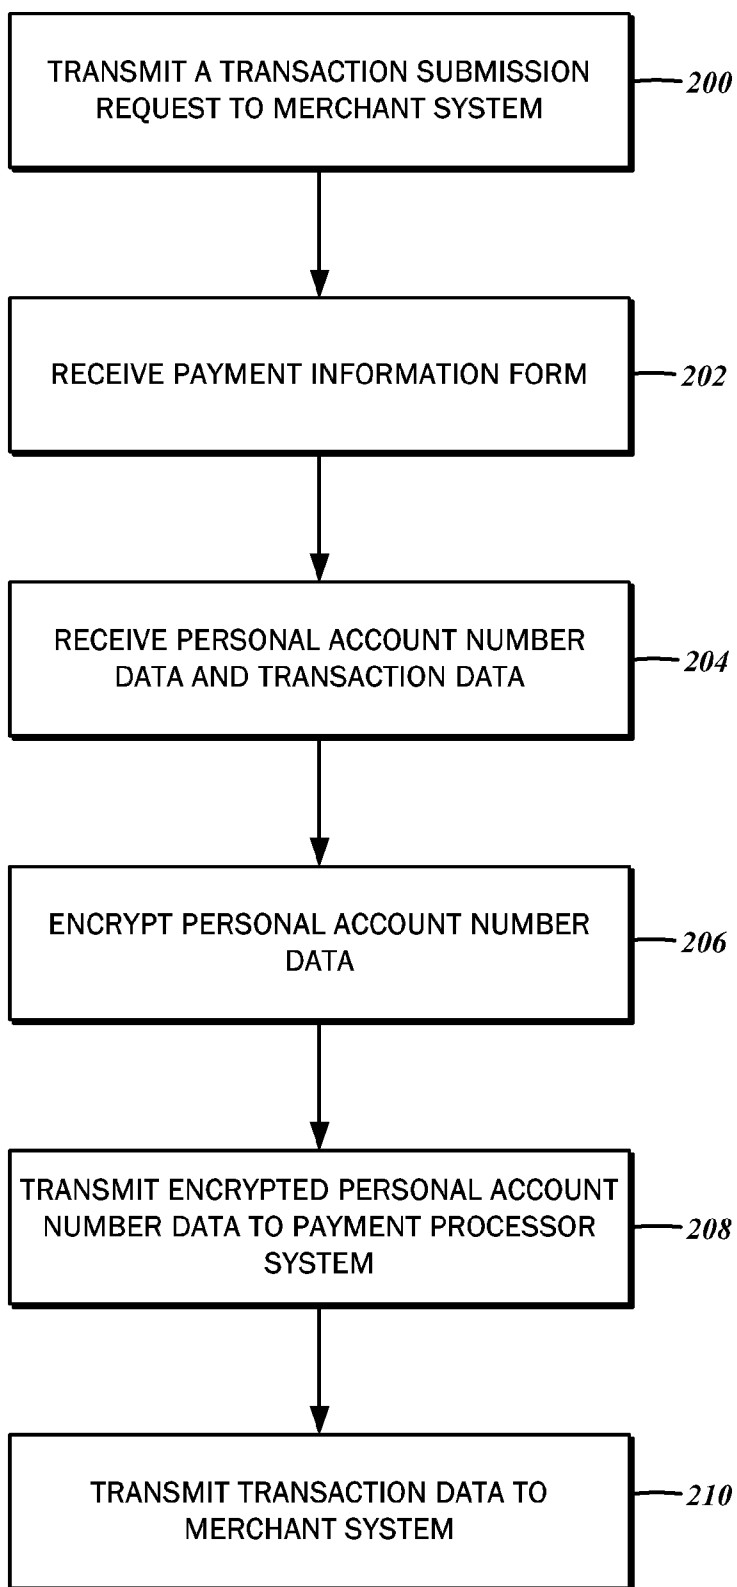 TRANSMIT A TRANSACTION SUBMISSION
REQUEST TO MERCHANT SYSTEM
200
RECEIVE PAYMENT INFORMATION FORM
202
RECEIVE PERSONAL ACCOUNT NUMBER
DATA AND TRANSACTION DATA
204
ENCRYPT PERSONAL ACCOUNT NUMBER
DATA
206
TRANSMIT ENCRYPTED PERSONAL ACCOUNT
NUMBER DATA TO PAYMENT PROCESSOR
SYSTEM
208
TRANSMIT TRANSACTION DATA TO
MERCHANT SYSTEM
210